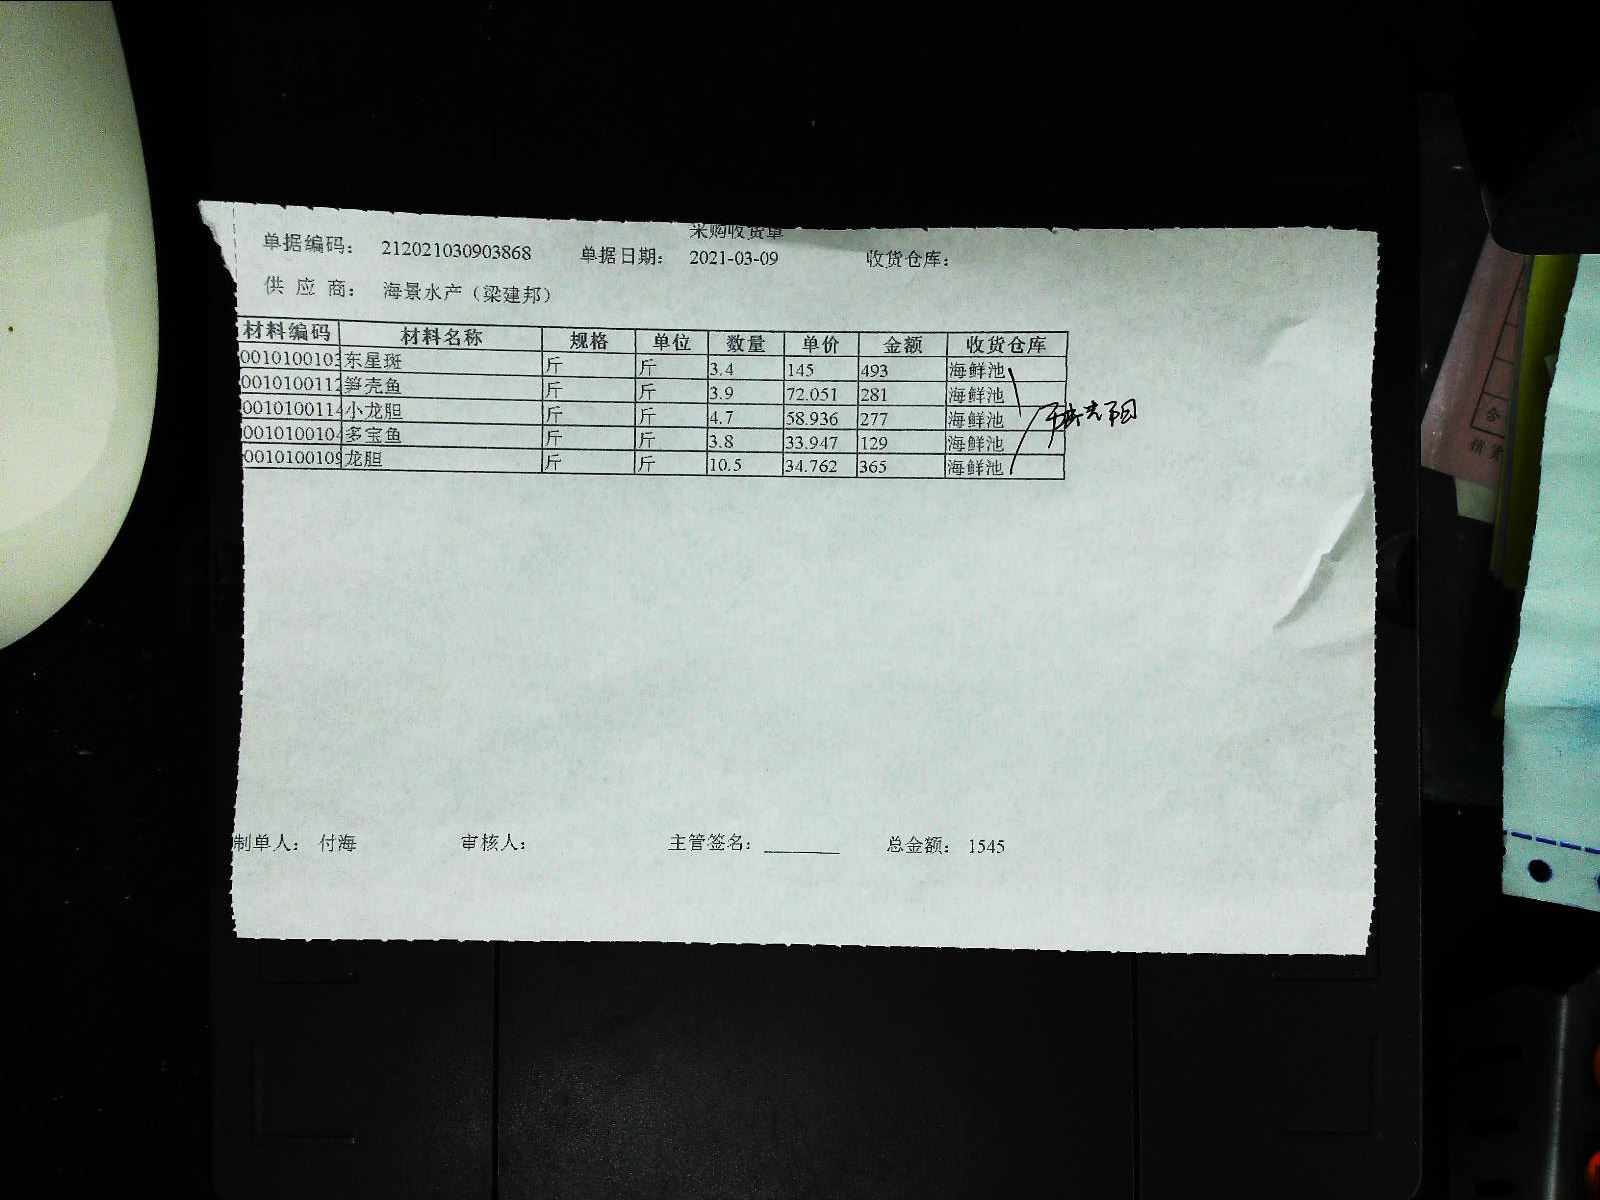 采购收货单
单据编码： 212021030903868 单据日期： 2021-03-09 收货仓库：
供 应 商： 海景水产（梁建邦）
材料编码 材料名称 规格 单位 数量 单价 金额 收货仓库
0010100103 东星斑 斤 斤 3.4 145 493 海鲜池
0010100112 笋壳鱼 斤 斤 3.9 72.051 281 海鲜池
0010100114 小龙胆 斤 斤 4.7 58.936 277 海鲜池
0010100104 多宝鱼 斤 斤 3.8 33.947 129 海鲜池
0010100109 龙胆 斤 斤 10.5 34.762 365 海鲜池
制单人： 付海 审核人： 主管签名： 总金额： 1545